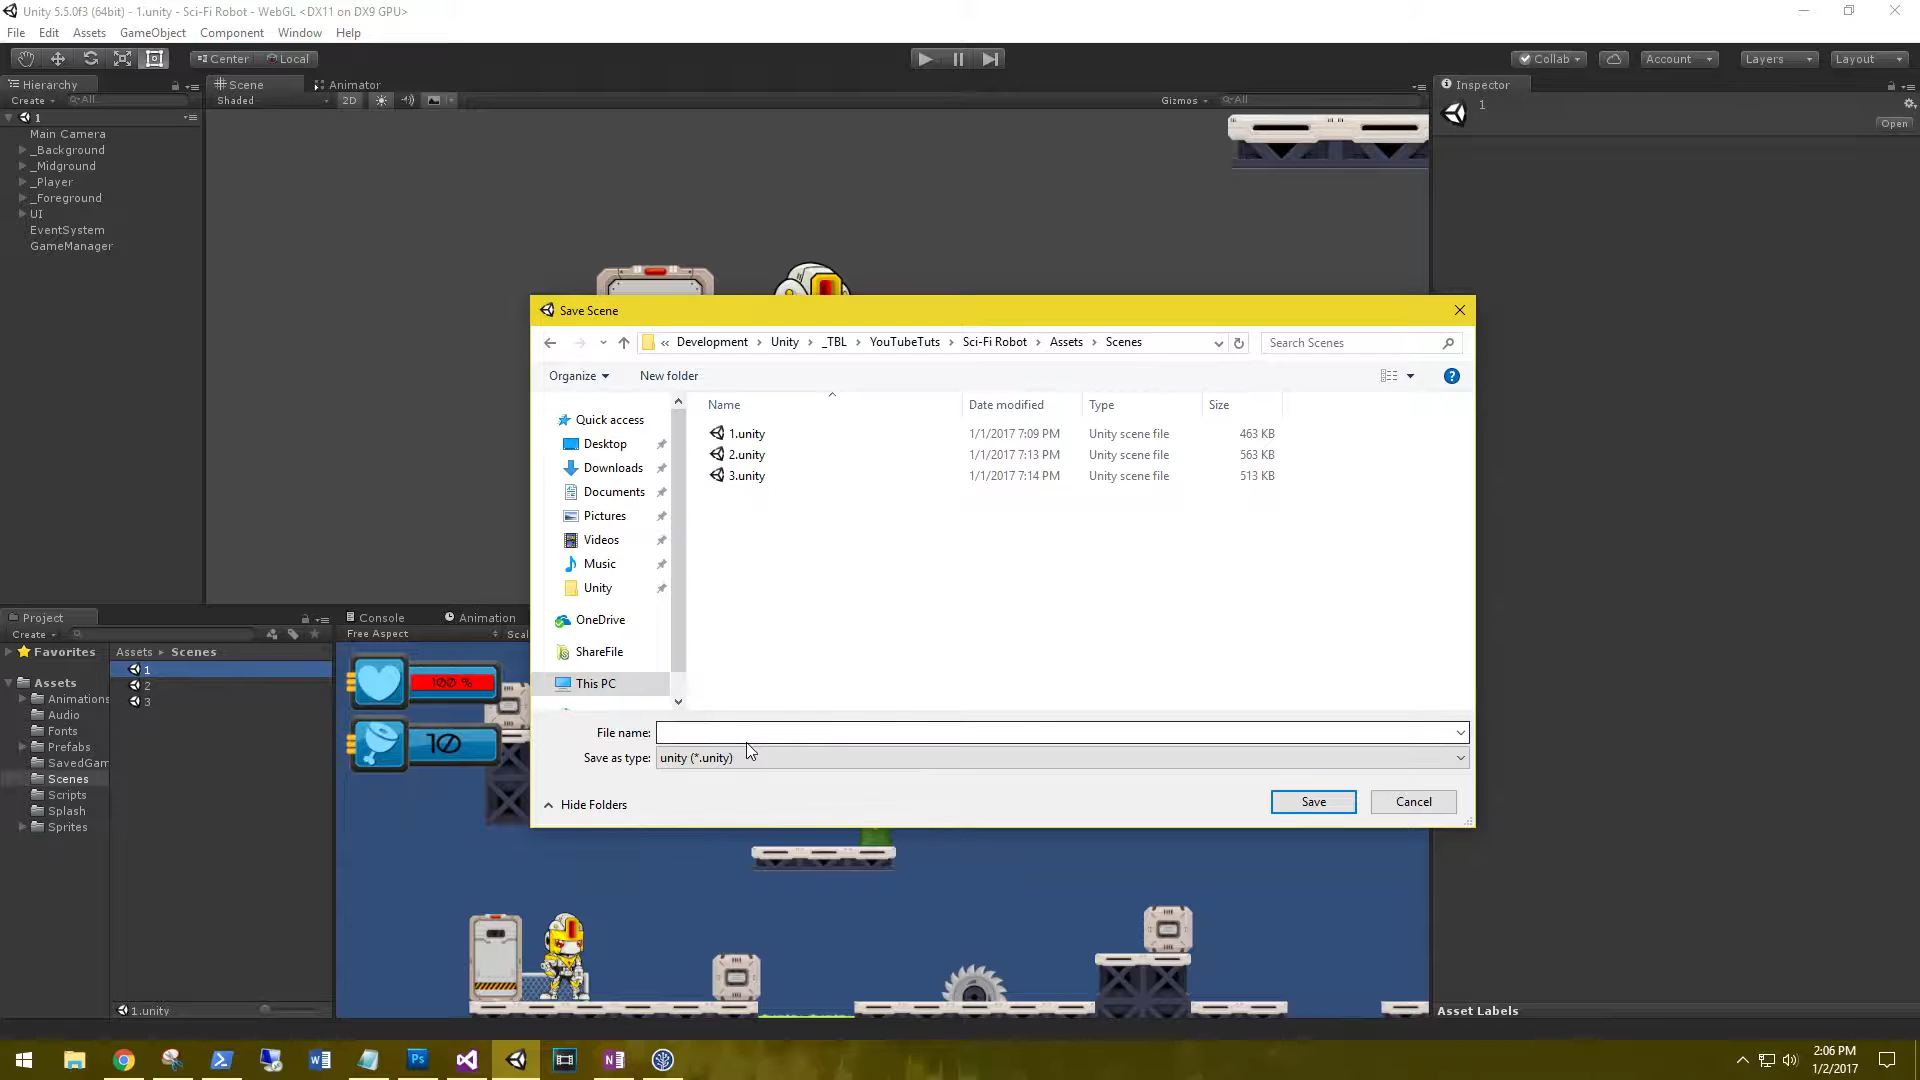 Unity 5.5.0f3 (64bit) - 1.unity - Sci-Fi Robot - WebGL <DX11 on DX9 GPU>
File Edit Assets GameObject Component Window Help
Center Local Collab Account Layers Layout
Hierarchy Scene Animator Inspector
Create All Shaded 2D Gizmos All
1
Open
1
Main Camera
_Background
_Midground
_Player
_Foreground
UI
EventSystem
GameManager
Save Scene
« Development › Unity › _TBL › YouTubeTuts › Sci-Fi Robot › Assets › Scenes
Search Scenes
Organize New folder
Name Date modified Type Size
1.unity 1/1/2017 7:09 PM Unity scene file 463 KB
2.unity 1/1/2017 7:13 PM Unity scene file 563 KB
3.unity 1/1/2017 7:14 PM Unity scene file 513 KB
Quick access
Desktop
Downloads
Documents
Pictures
Videos
Music
Unity
OneDrive
ShareFile
This PC
File name:
Save as type: unity (*.unity)
Hide Folders
Save Cancel
Project Console Animation
Create Free Aspect Scal
Favorites
Assets ▸ Scenes
1
2
3
Assets
Animations
Audio
Fonts
Prefabs
SavedGam
Scenes
Scripts
Splash
Sprites
100 %
10
1.unity
Asset Labels
2:06 PM
1/2/2017